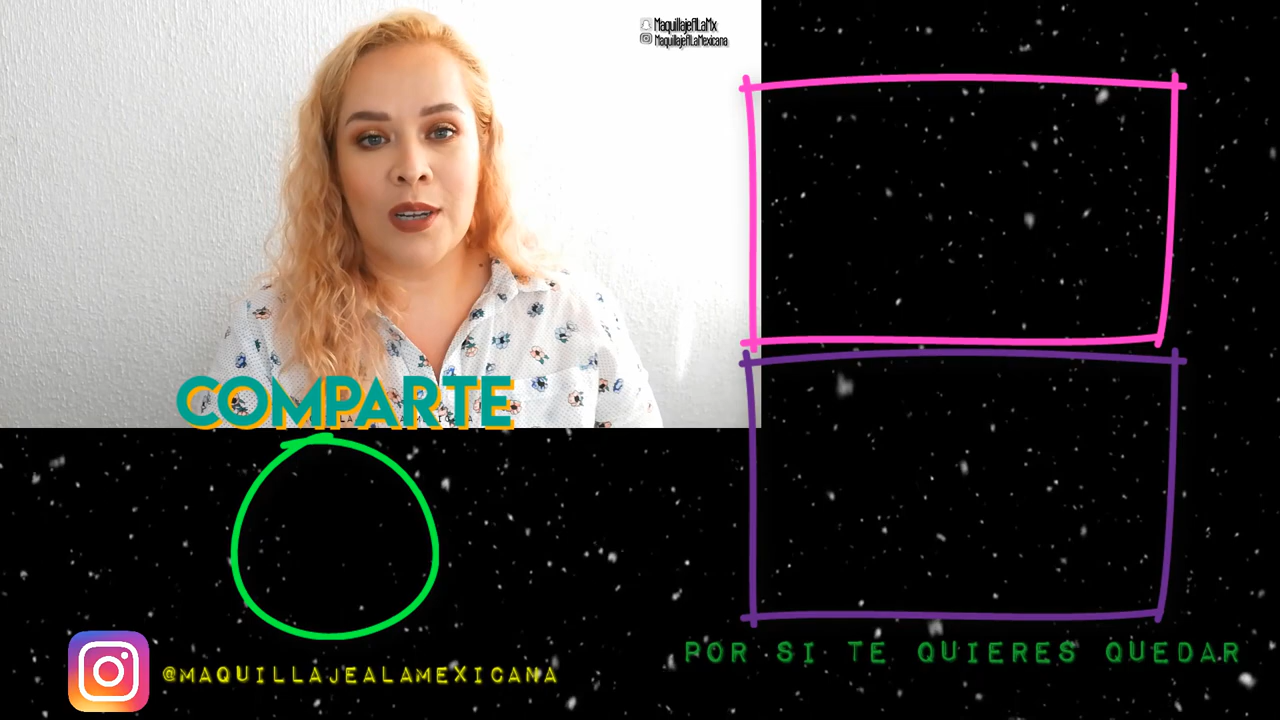 MaquillajeALaMx
MaquillajeALaMexicana
COMPARTE
@MAQUILLAJEALAMEXICANA
POR SI TE QUIERES QUEDAR